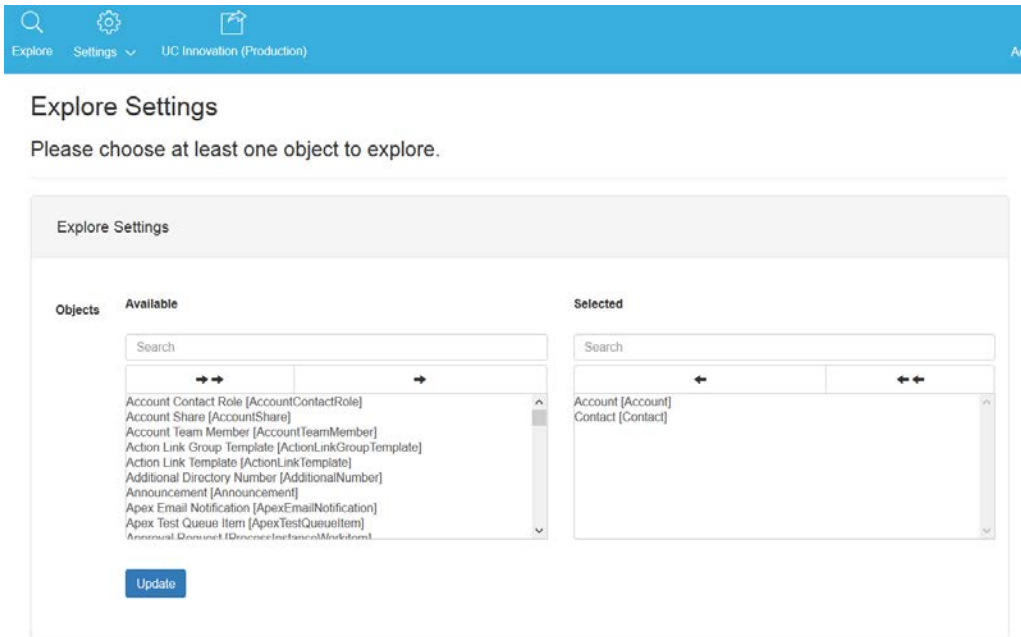 Explore Settings UC Innovation (Production)
Explore Settings
Please choose at least one object to explore.
Explore Settings
Objects
Available
Search
Account Contact Role [AccountContactRole]
Account Share [AccountShare]
Account Team Member [AccountTeamMember]
Action Link Group Template [ActionLinkGroupTemplate]
Action Link Template [ActionLinkTemplate]
Additional Directory Number [AdditionalNumber]
Announcement [Announcement]
Apex Email Notification [ApexEmailNotification]
Apex Test Queue Item [ApexTestQueueItem]
Approval Request [ProcessInstanceWorkitem]
Selected
Search
Account [Account]
Contact [Contact]
Update